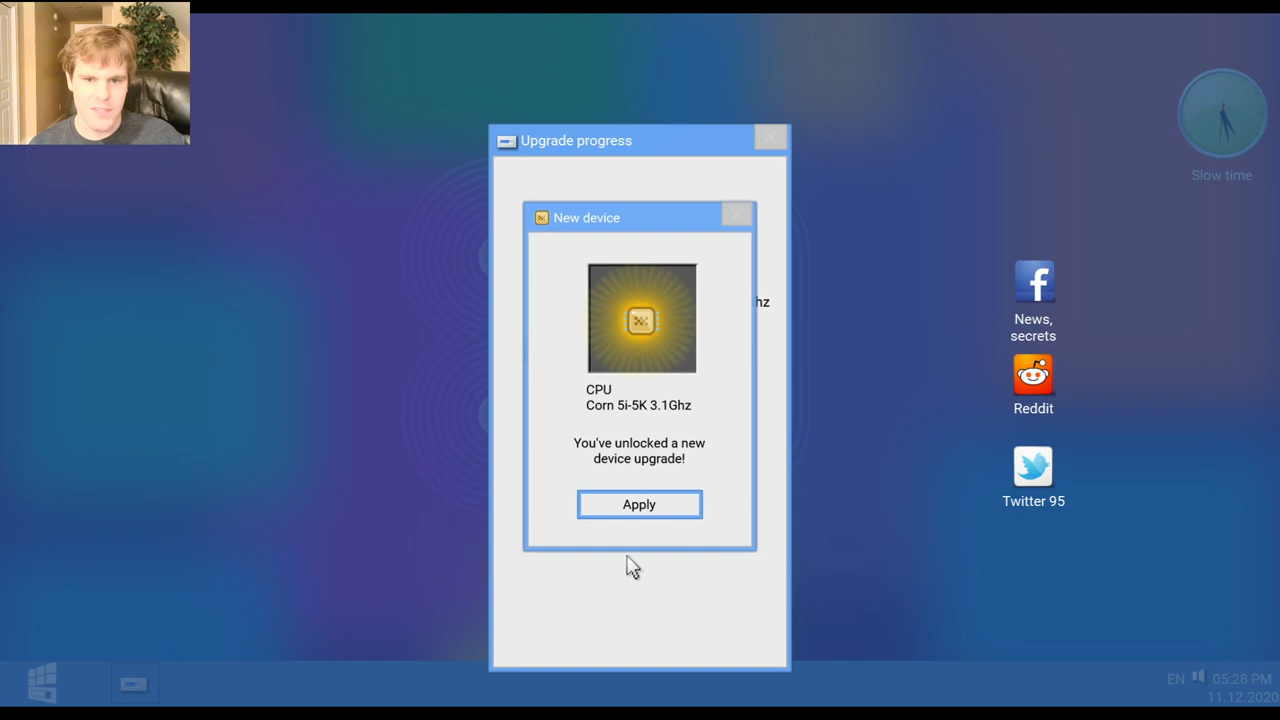 Upgrade progress
New device
Slow time
hz
News,
secrets
CPU
Corn 5i-5K 3.1Ghz
Reddit
You've unlocked a new
device upgrade!
Apply
Twitter 95
EN 05:28 PM
11.12.2020